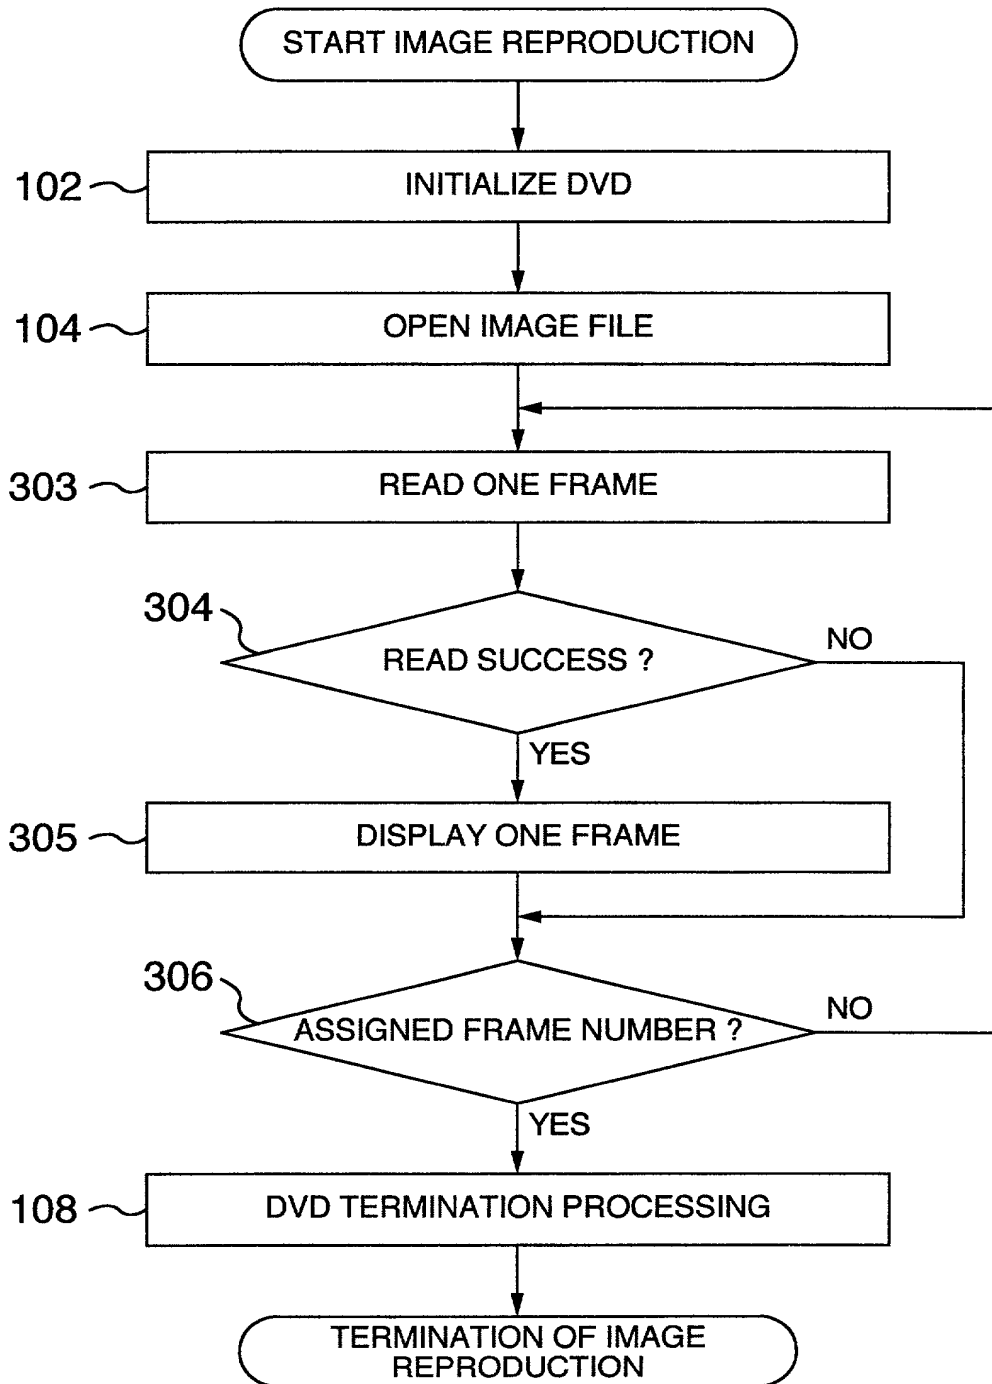 START IMAGE REPRODUCTION
102
INITIALIZE DVD
104
OPEN IMAGE FILE
303
READ ONE FRAME
304
READ SUCCESS ?
NO
YES
305
DISPLAY ONE FRAME
306
ASSIGNED FRAME NUMBER ?
NO
YES
108
DVD TERMINATION PROCESSING
TERMINATION OF IMAGE
REPRODUCTION